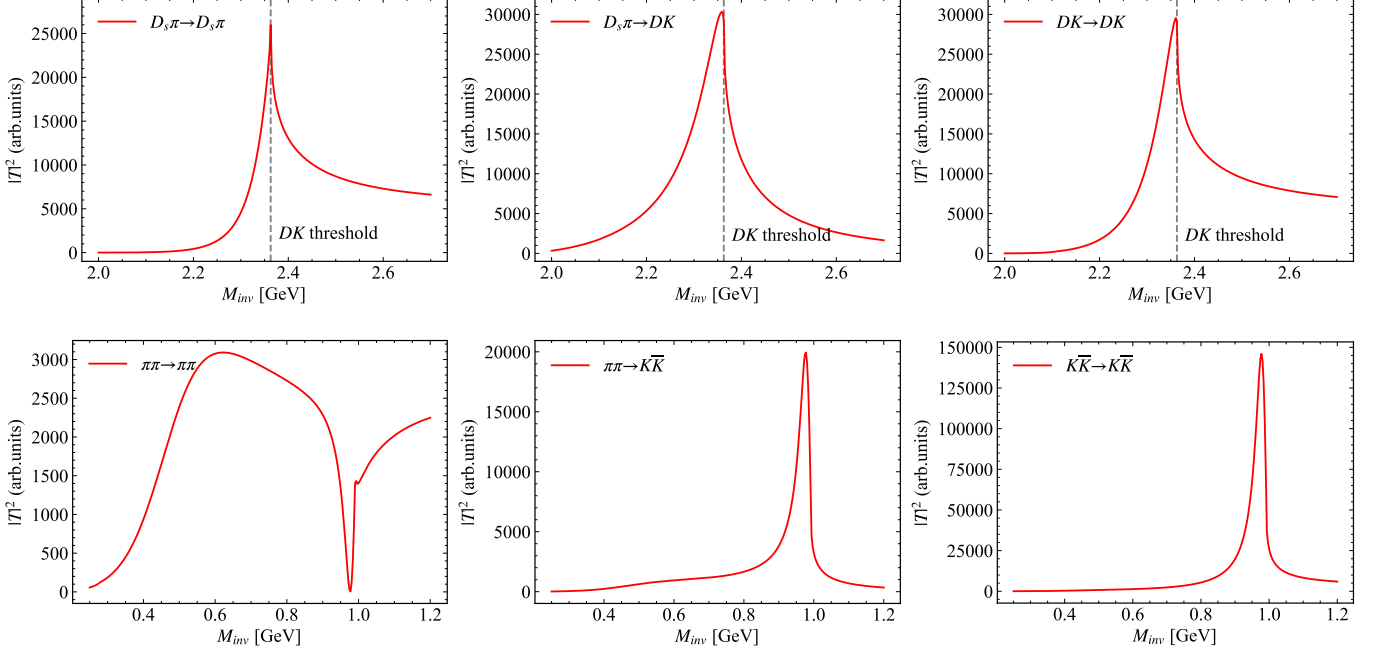 D_sπ→D_sπ
|T|^2 (arb.units)
25000
20000
15000
10000
5000
0
DK threshold
2.0 2.2 2.4 2.6
M_inv [GeV]
D_sπ→DK
|T|^2 (arb.units)
30000
25000
20000
15000
10000
5000
0
DK threshold
2.0 2.2 2.4 2.6
M_inv [GeV]
DK→DK
|T|^2 (arb.units)
30000
25000
20000
15000
10000
5000
0
DK threshold
2.0 2.2 2.4 2.6
M_inv [GeV]
ππ→ππ
|T|^2 (arb.units)
3000
2500
2000
1500
1000
500
0
0.4 0.6 0.8 1.0 1.2
M_inv [GeV]
ππ→KK̅
|T|^2 (arb.units)
20000
15000
10000
5000
0
0.4 0.6 0.8 1.0 1.2
M_inv [GeV]
KK̅→KK̅
|T|^2 (arb.units)
150000
125000
100000
75000
50000
25000
0
0.4 0.6 0.8 1.0 1.2
M_inv [GeV]